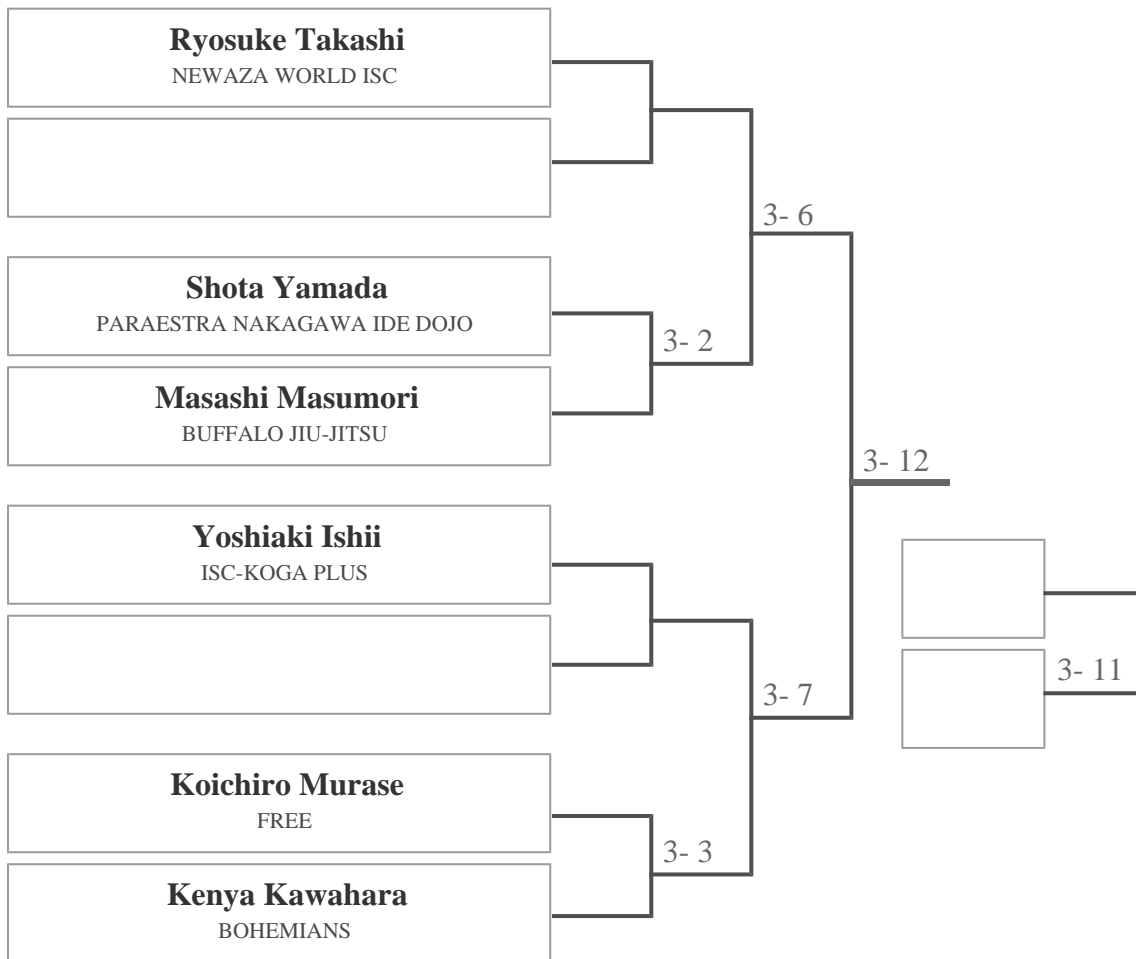 Ryosuke Takashi
NEWAZA WORLD ISC
3- 6
Shota Yamada
PARAESTRA NAKAGAWA IDE DOJO
3- 2
Masashi Masumori
BUFFALO JIU-JITSU
3- 12
Yoshiaki Ishii
ISC-KOGA PLUS
3- 7
3- 11
Koichiro Murase
FREE
3- 3
Kenya Kawahara
BOHEMIANS